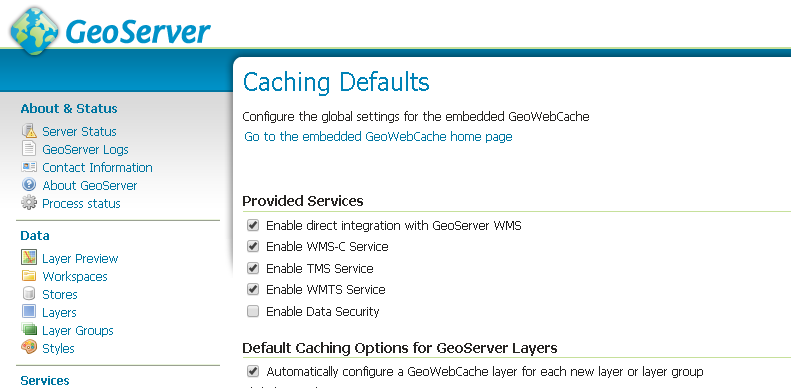 GeoServer
Caching Defaults
Configure the global settings for the embedded GeoWebCache
Go to the embedded GeoWebCache home page
Provided Services
Enable direct integration with GeoServer WMS
Enable WMS-C Service
Enable TMS Service
Enable WMTS Service
Enable Data Security
Default Caching Options for GeoServer Layers
Automatically configure a GeoWebCache layer for each new layer or layer group
About & Status
Server Status
GeoServer Logs
Contact Information
About GeoServer
Process status
Data
Layer Preview
Workspaces
Stores
Layers
Layer Groups
Styles
Services